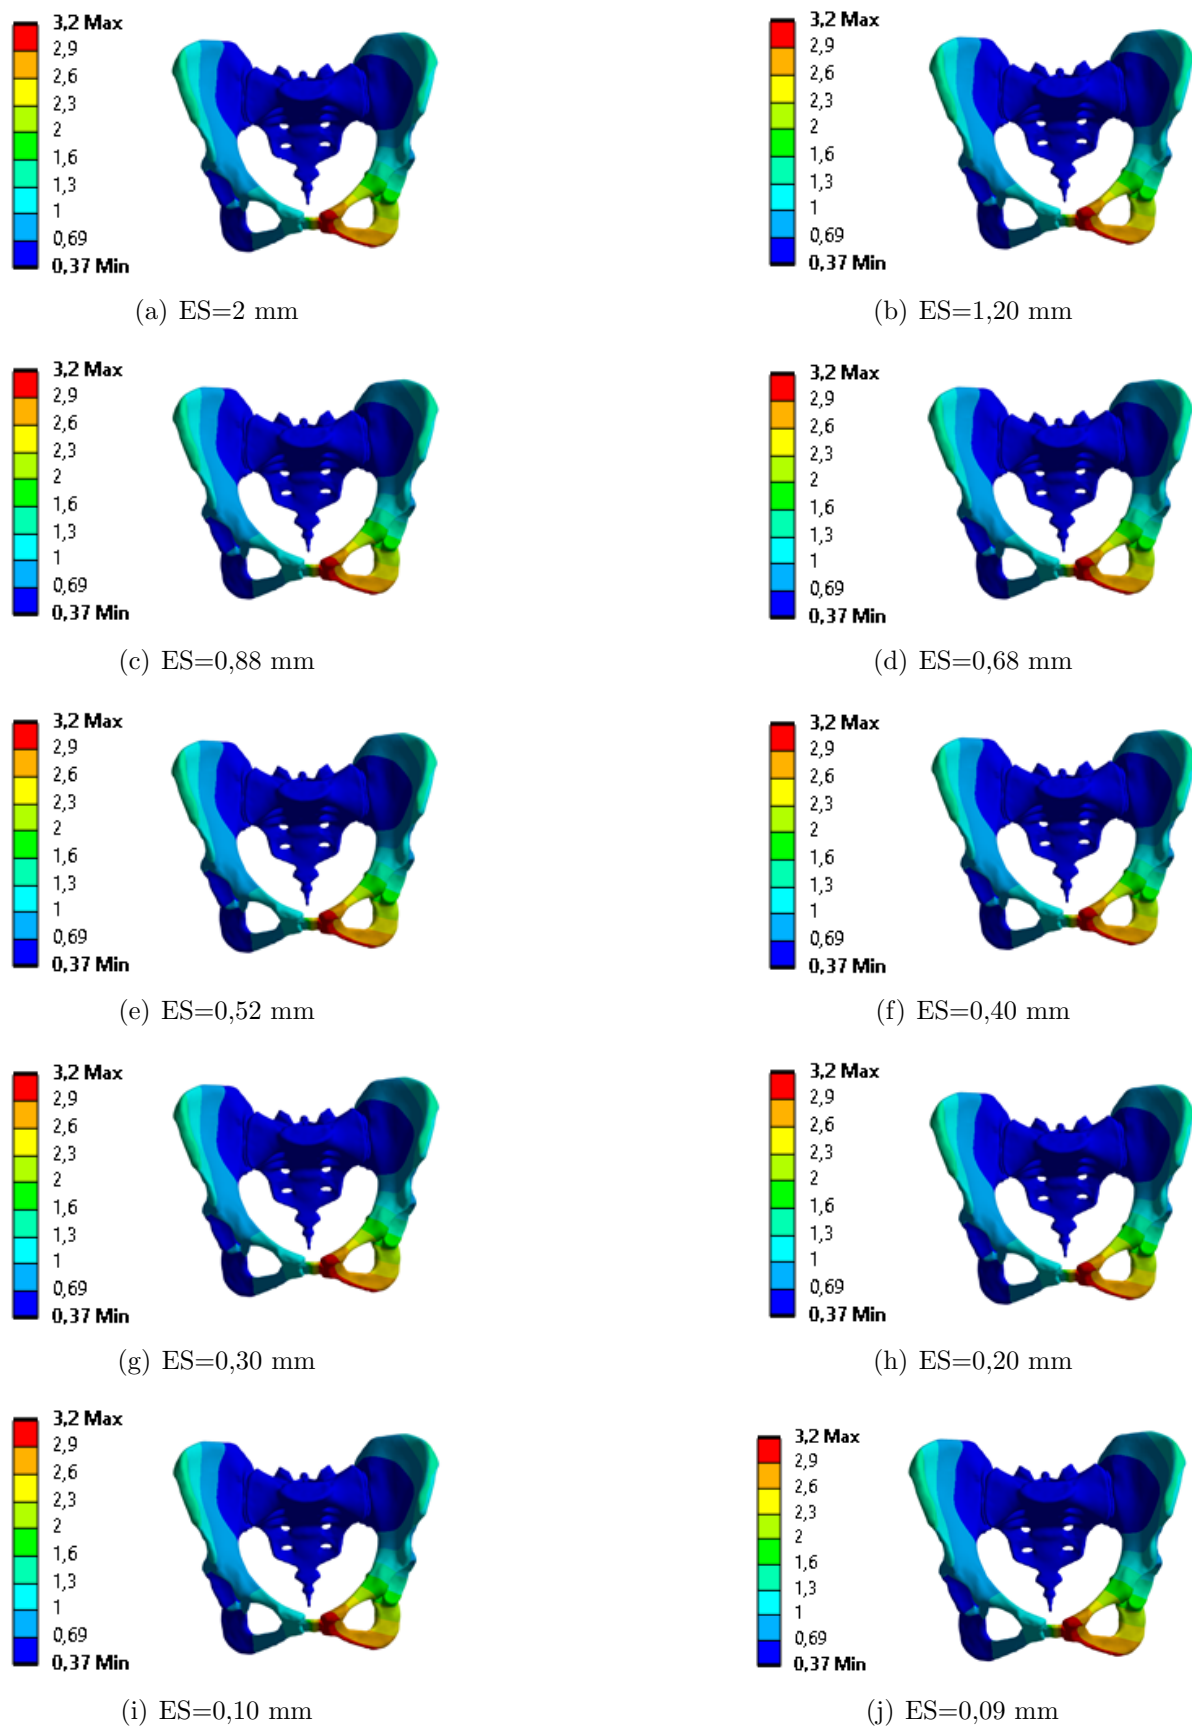 3,2 Max
2,9
2,6
2,3
2
1,6
1,3
1
0,69
0,37 Min
(a) ES=2 mm
3,2 Max
2,9
2,6
2,3
2
1,6
1,3
1
0,69
0,37 Min
(b) ES=1,20 mm
3,2 Max
2,9
2,6
2,3
2
1,6
1,3
1
0,69
0,37 Min
(c) ES=0,88 mm
3,2 Max
2,9
2,6
2,3
2
1,6
1,3
1
0,69
0,37 Min
(d) ES=0,68 mm
3,2 Max
2,9
2,6
2,3
2
1,6
1,3
1
0,69
0,37 Min
(e) ES=0,52 mm
3,2 Max
2,9
2,6
2,3
2
1,6
1,3
1
0,69
0,37 Min
(f) ES=0,40 mm
3,2 Max
2,9
2,6
2,3
2
1,6
1,3
1
0,69
0,37 Min
(g) ES=0,30 mm
3,2 Max
2,9
2,6
2,3
2
1,6
1,3
1
0,69
0,37 Min
(h) ES=0,20 mm
3,2 Max
2,9
2,6
2,3
2
1,6
1,3
1
0,69
0,37 Min
(i) ES=0,10 mm
3,2 Max
2,9
2,6
2,3
2
1,6
1,3
1
0,69
0,37 Min
(j) ES=0,09 mm